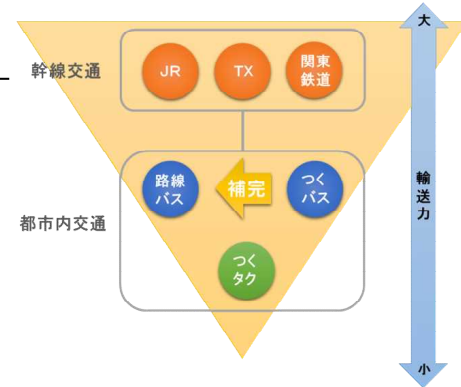 大
幹線交通
JR
TX
関東
鉄道
路線
バス
補完
つく
バス
輸送力
都市内交通
つく
タク
小